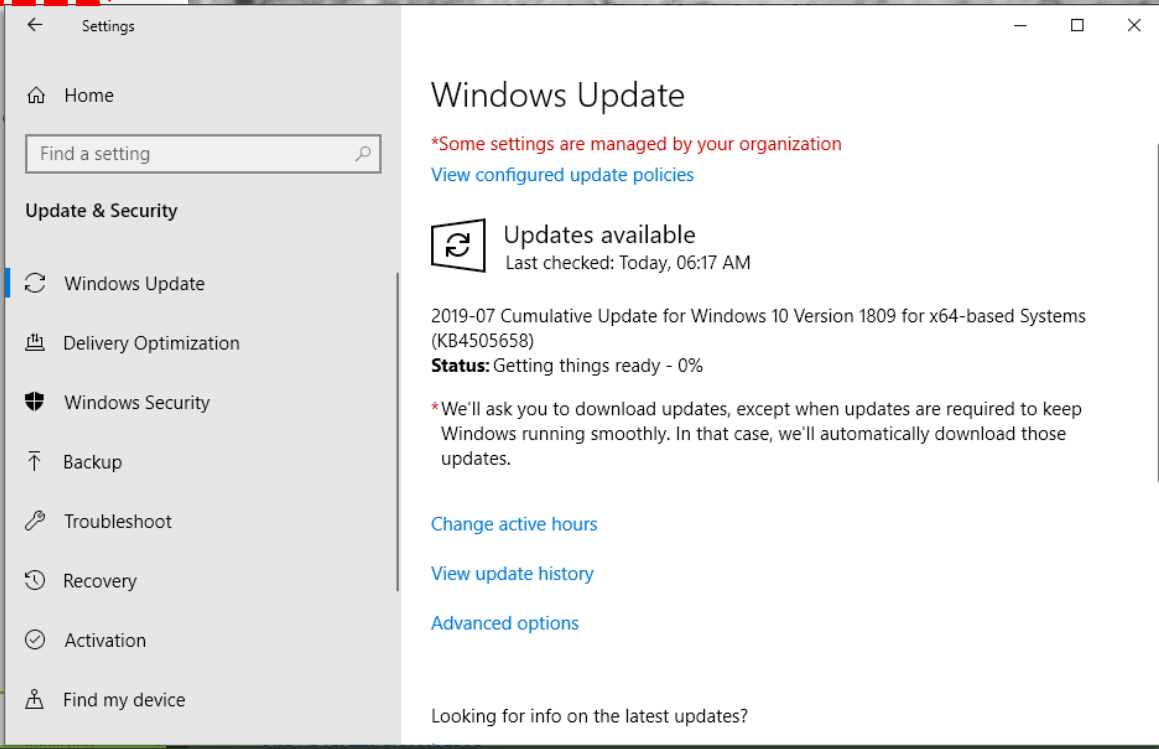 Settings
Home
Find a setting
Update & Security
Windows Update
Delivery Optimization
Windows Security
Backup
Troubleshoot
Recovery
Activation
Find my device
Windows Update
*Some settings are managed by your organization
View configured update policies
Updates available
Last checked: Today, 06:17 AM
2019-07 Cumulative Update for Windows 10 Version 1809 for x64-based Systems
(KB4505658)
Status: Getting things ready - 0%
*We'll ask you to download updates, except when updates are required to keep
Windows running smoothly. In that case, we'll automatically download those
updates.
Change active hours
View update history
Advanced options
Looking for info on the latest updates?